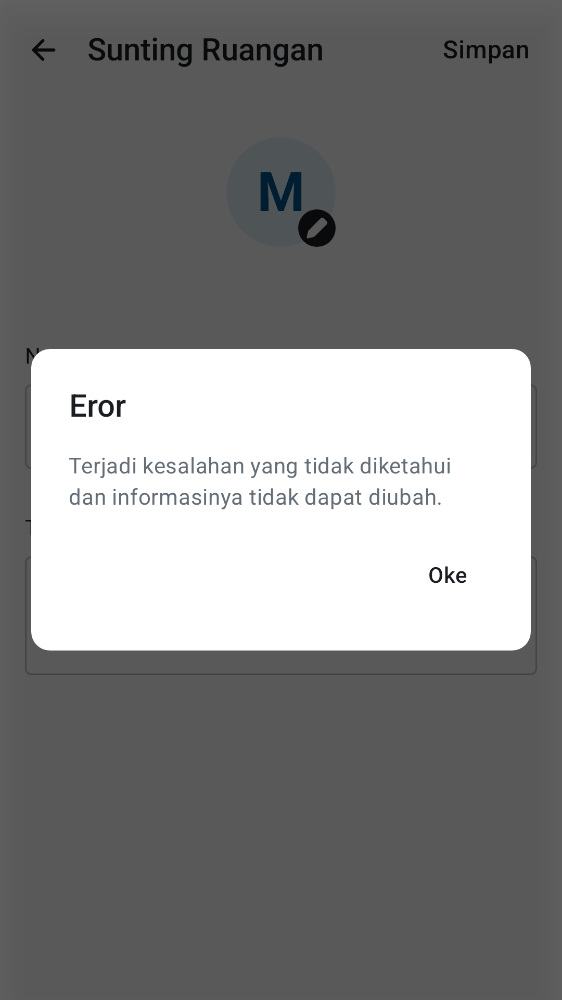 Sunting Ruangan
Simpan
M
Eror
Terjadi kesalahan yang tidak diketahui
dan informasinya tidak dapat diubah.
Oke